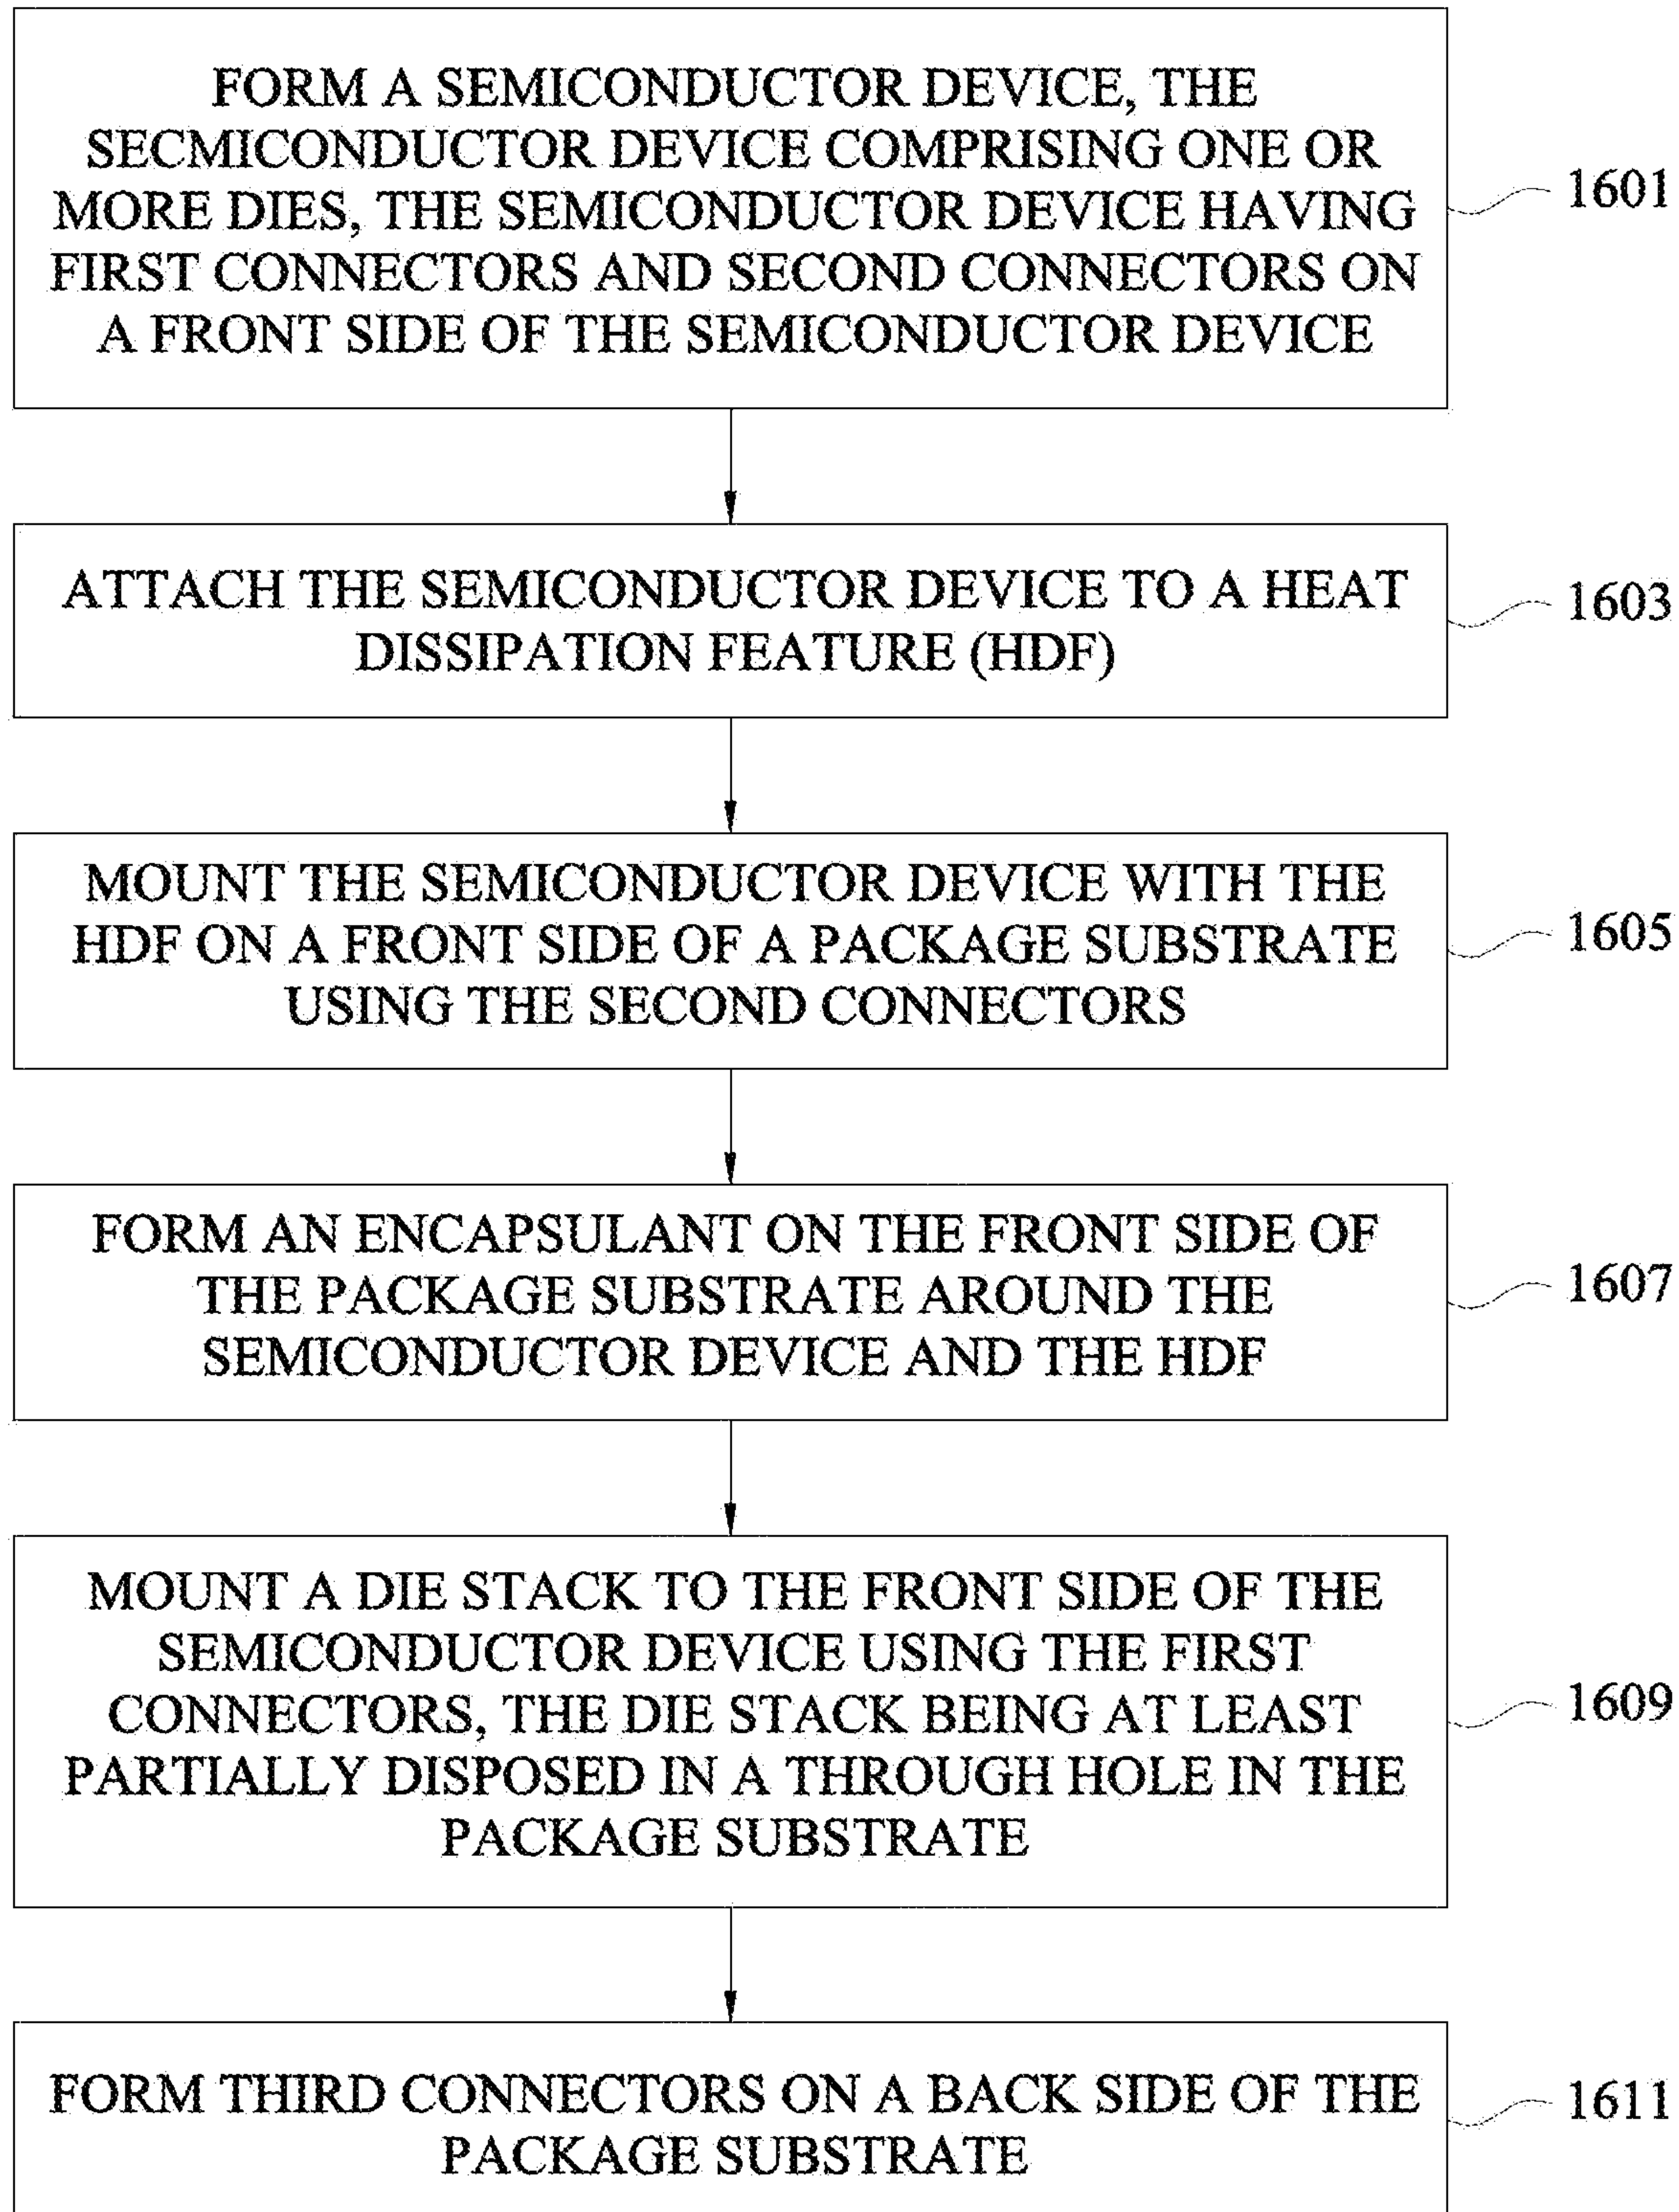 FORM A SEMICONDUCTOR DEVICE, THE
SECMICONDUCTOR DEVICE COMPRISING ONE OR
MORE DIES, THE SEMICONDUCTOR DEVICE HAVING
FIRST CONNECTORS AND SECOND CONNECTORS ON
A FRONT SIDE OF THE SEMICONDUCTOR DEVICE
1601
ATTACH THE SEMICONDUCTOR DEVICE TO A HEAT
DISSIPATION FEATURE (HDF)
1603
MOUNT THE SEMICONDUCTOR DEVICE WITH THE
HDF ON A FRONT SIDE OF A PACKAGE SUBSTRATE
USING THE SECOND CONNECTORS
1605
FORM AN ENCAPSULANT ON THE FRONT SIDE OF
THE PACKAGE SUBSTRATE AROUND THE
SEMICONDUCTOR DEVICE AND THE HDF
1607
MOUNT A DIE STACK TO THE FRONT SIDE OF THE
SEMICONDUCTOR DEVICE USING THE FIRST
CONNECTORS, THE DIE STACK BEING AT LEAST
PARTIALLY DISPOSED IN A THROUGH HOLE IN THE
PACKAGE SUBSTRATE
1609
FORM THIRD CONNECTORS ON A BACK SIDE OF THE
PACKAGE SUBSTRATE
1611